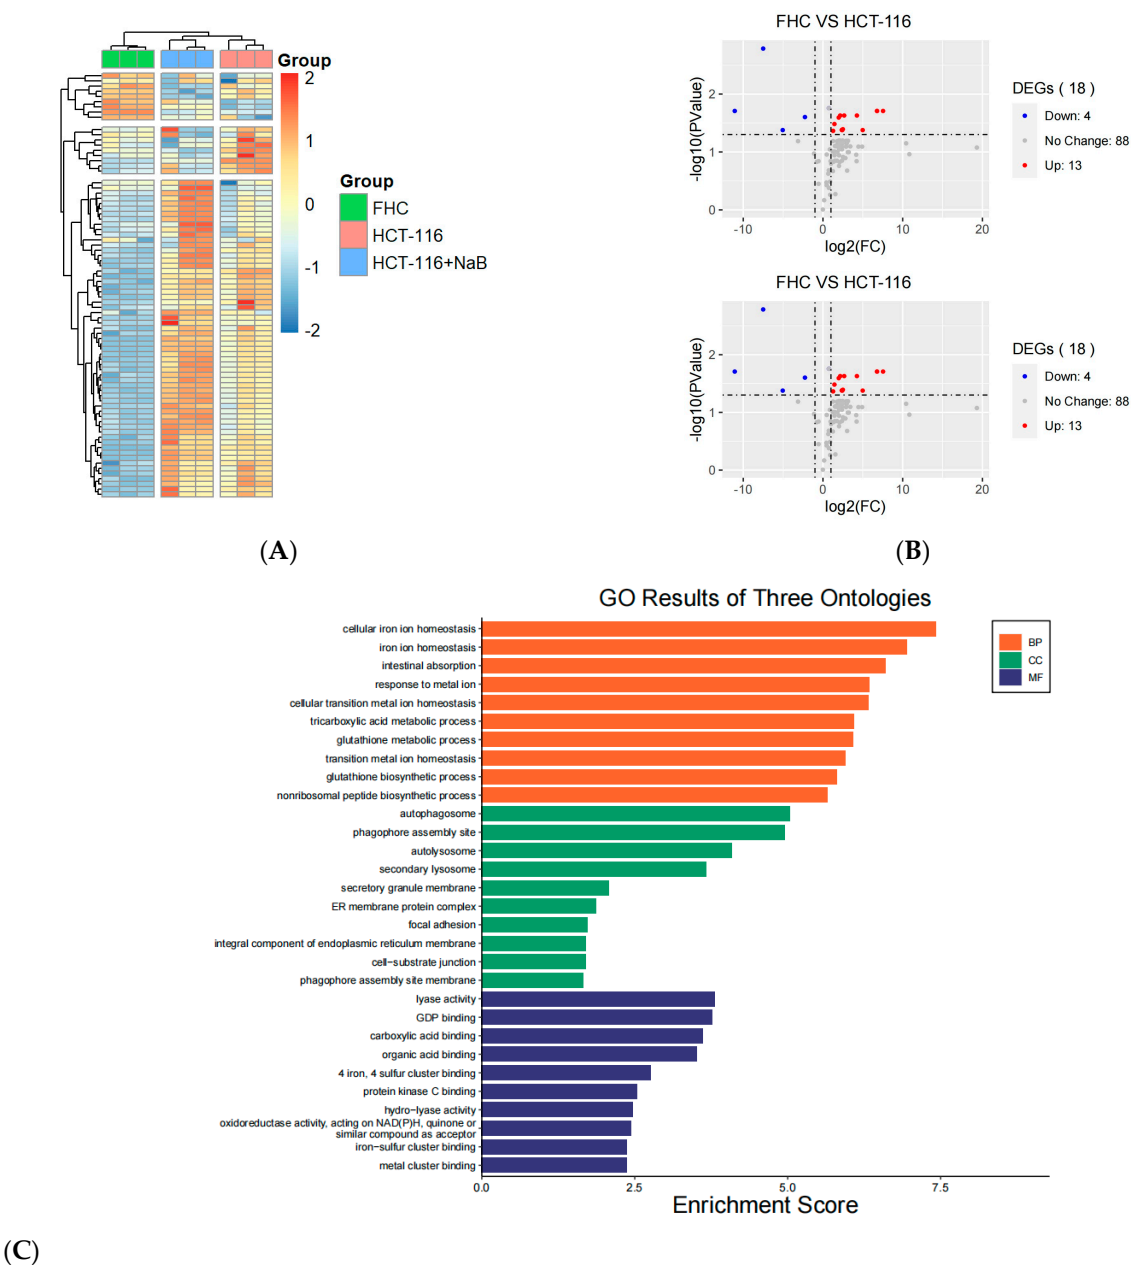 Group
2
1
0
-1
-2
Group
FHC
HCT-116
HCT-116+NaB
(A)
FHC VS HCT-116
-log10(PValue)
2
1
0
-10
0
10
20
log2(FC)
DEGs ( 18 )
Down: 4
No Change: 88
Up: 13
FHC VS HCT-116
-log10(PValue)
2
1
0
-10
0
10
20
log2(FC)
DEGs ( 18 )
Down: 4
No Change: 88
Up: 13
(B)
GO Results of Three Ontologies
cellular iron ion homeostasis
iron ion homeostasis
intestinal absorption
response to metal ion
cellular transition metal ion homeostasis
tricarboxylic acid metabolic process
glutathione metabolic process
transition metal ion homeostasis
glutathione biosynthetic process
nonribosomal peptide biosynthetic process
autophagosome
phagophore assembly site
autolysosome
secondary lysosome
secretory granule membrane
ER membrane protein complex
focal adhesion
integral component of endoplasmic reticulum membrane
cell−substrate junction
phagophore assembly site membrane
lyase activity
GDP binding
carboxylic acid binding
organic acid binding
4 iron, 4 sulfur cluster binding
protein kinase C binding
hydro−lyase activity
oxidoreductase activity, acting on NAD(P)H, quinone or
similar compound as acceptor
iron−sulfur cluster binding
metal cluster binding
0.0
2.5
5.0
7.5
Enrichment Score
BP
CC
MF
(C)